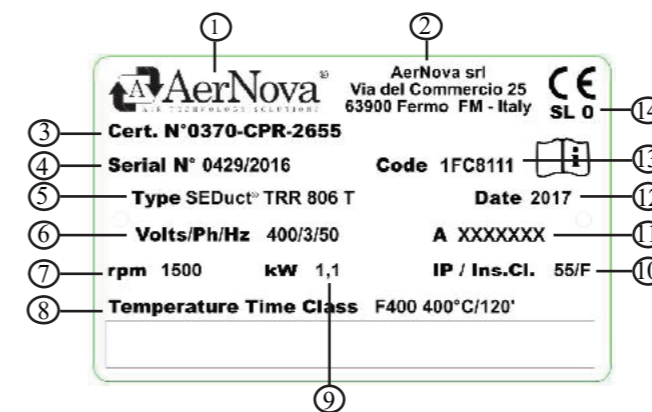 1 2
AerNova®
AIR TECHNOLOGY SOLUTIONS
AerNova srl
Via del Commercio 25
63900 Fermo FM - Italy
CE
SL 0 14
3 Cert. N°0370-CPR-2655
4 Serial N° 0429/2016 Code 1FC8111 i 13
5 Type SEDuct® TRR 806 T Date 2017 12
6 Volts/Ph/Hz 400/3/50 A XXXXXXX 11
7 rpm 1500 kW 1,1 IP / Ins.Cl. 55/F 10
8 Temperature Time Class F400 400°C/120'
9